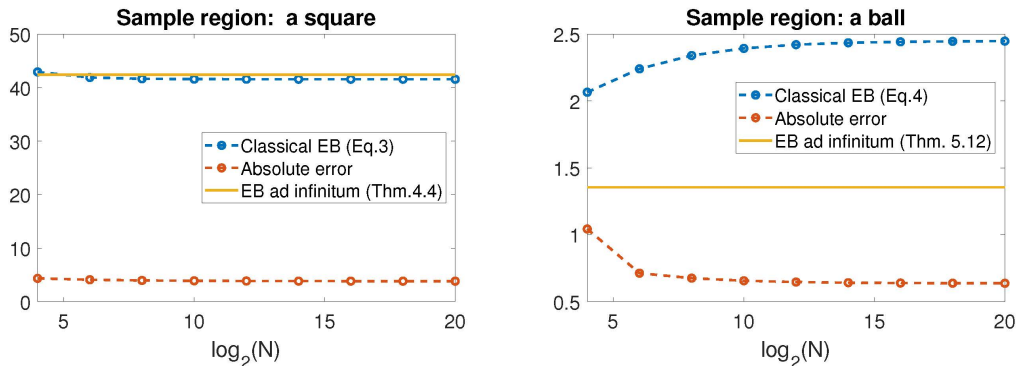 Sample region: a square
50
40
30
20
10
0
5
10
15
20
log2(N)
Classical EB (Eq.3)
Absolute error
EB ad infinitum (Thm.4.4)
Sample region: a ball
2.5
2
1.5
1
0.5
5
10
15
20
log2(N)
Classical EB (Eq.4)
Absolute error
EB ad infinitum (Thm. 5.12)